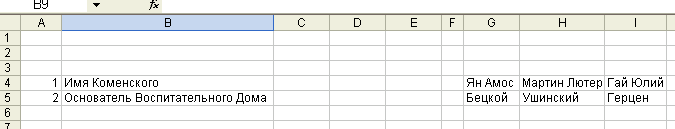 B9 fx
A B C D E F G H I
1
2
3
4 1 Имя Коменского Ян Амос Мартин Лютер Гай Юлий
5 2 Основатель Воспитательного Дома Бецкой Ушинский Герцен
6
7